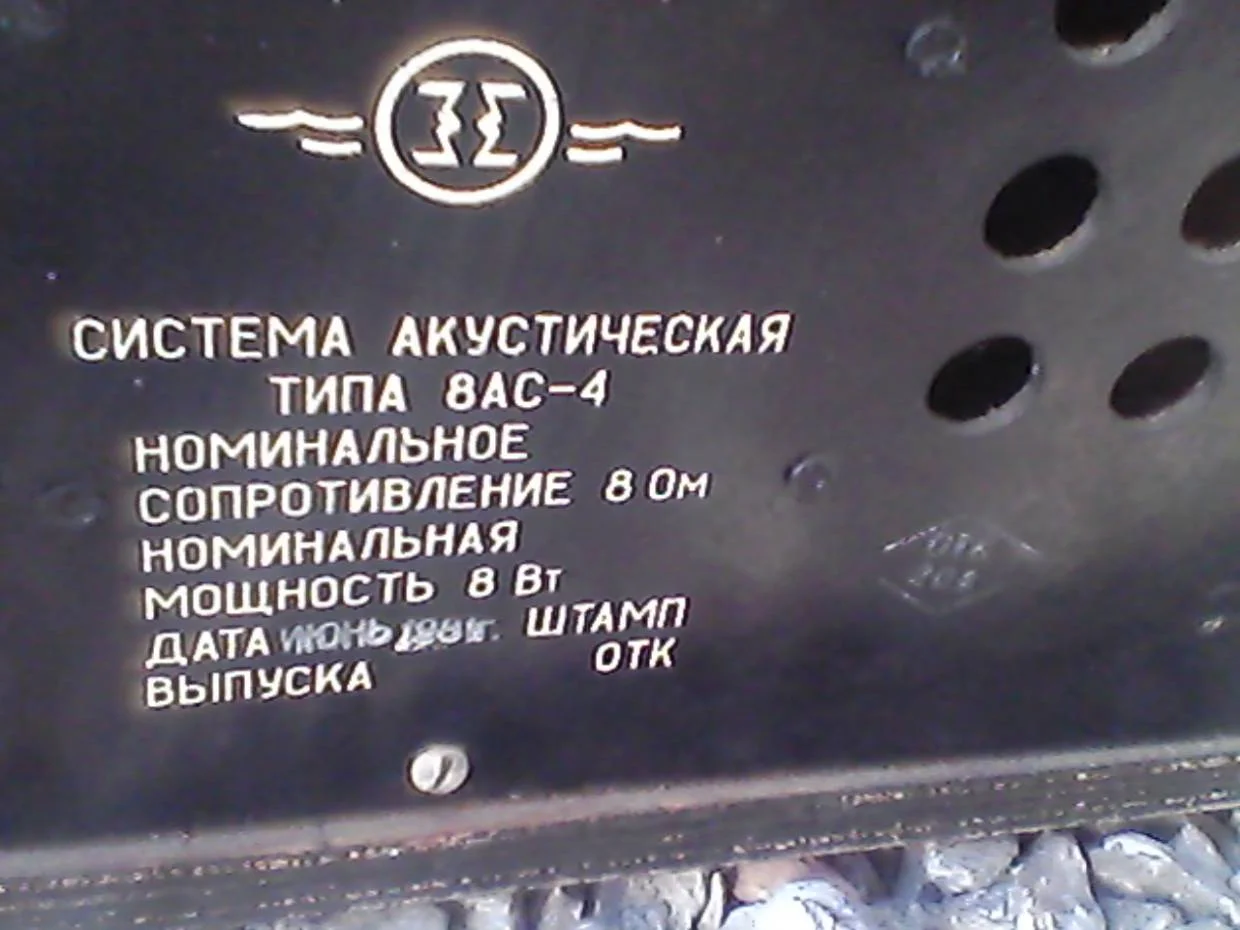 СИСТЕМА АКУСТИЧЕСКАЯ
ТИПА 8АС-4
НОМИНАЛЬНОЕ
СОПРОТИВЛЕНИЕ 8 Ом
НОМИНАЛЬНАЯ
МОЩНОСТЬ 8 Вт
ДАТА ИЮНЬ ШТАМП
ВЫПУСКА ОТК